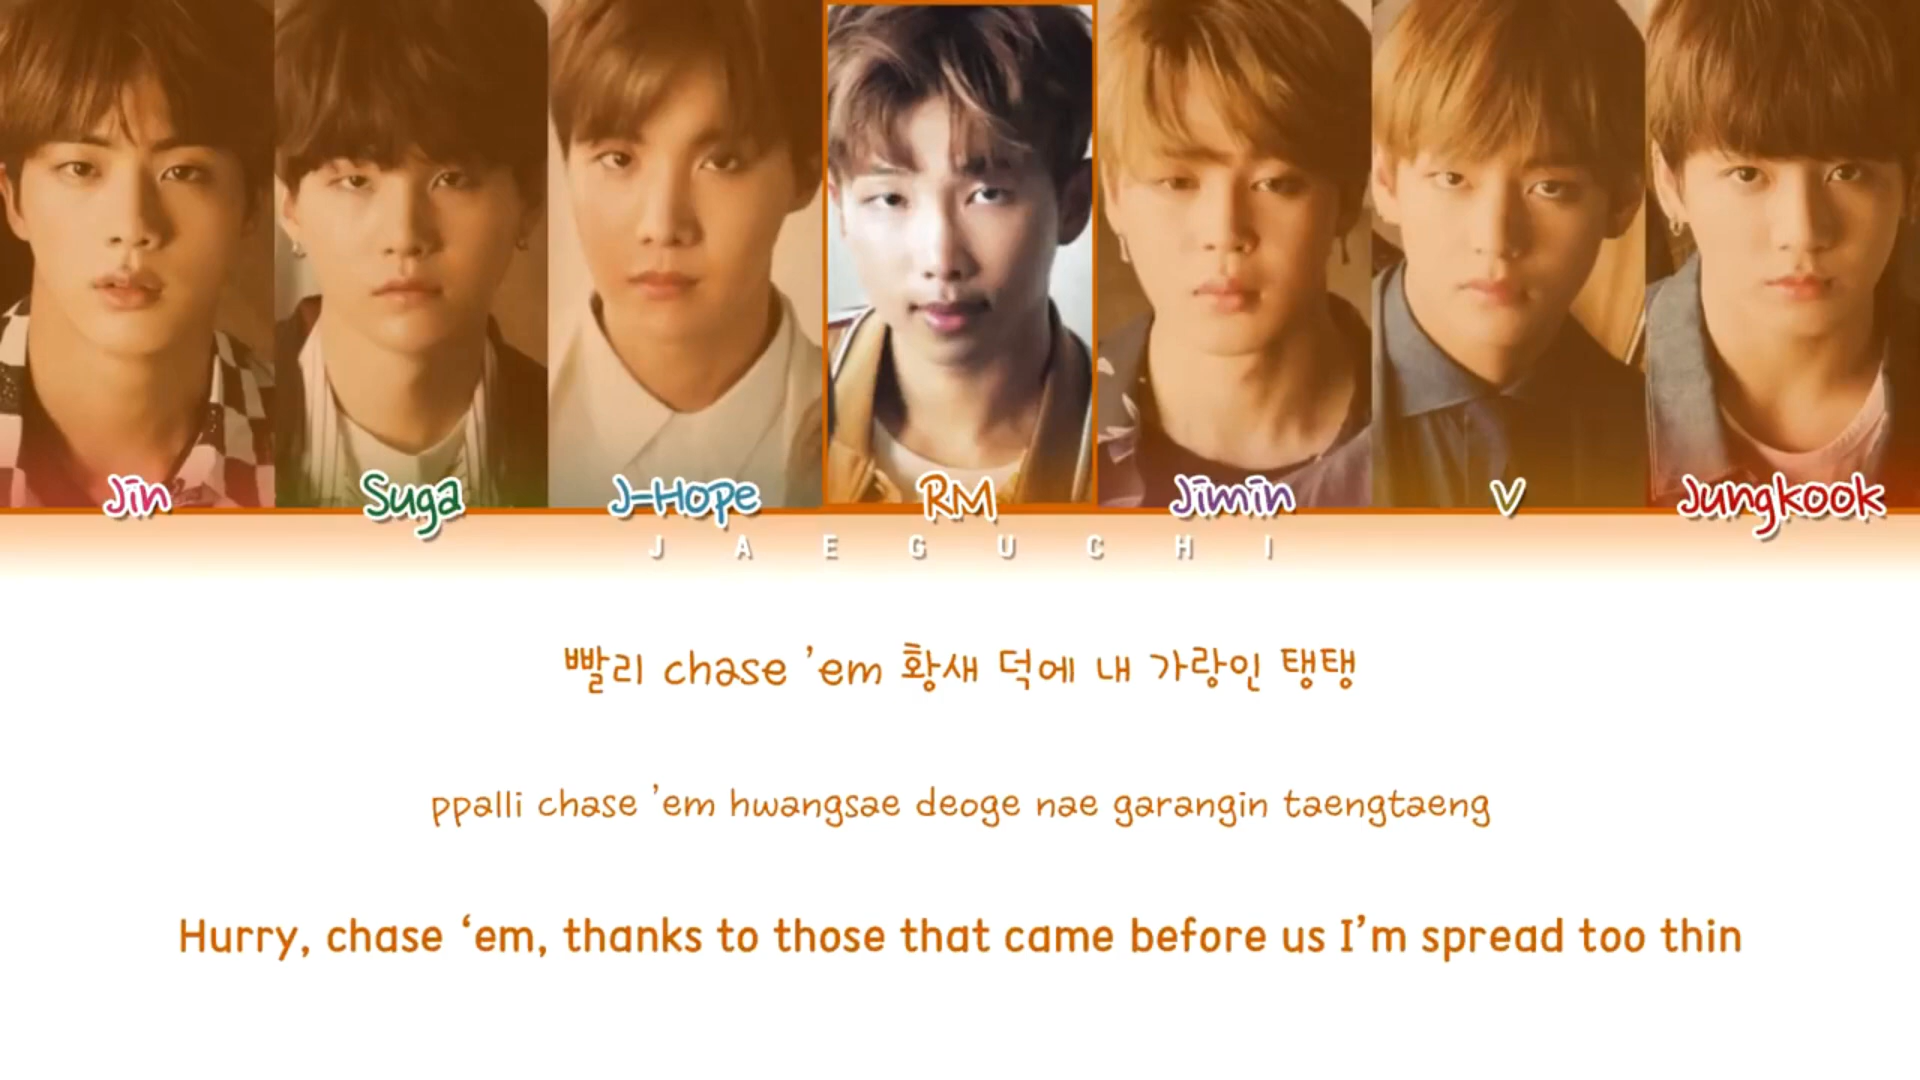 Jin Suga J-Hope RM Jimin V Jungkook
JAEGUCHI
빨리 chase ’em 황새 덕에 내 가랑인 탱탱
ppalli chase ’em hwangsae deoge nae garangin taengtaeng
Hurry, chase ‘em, thanks to those that came before us I’m spread too thin